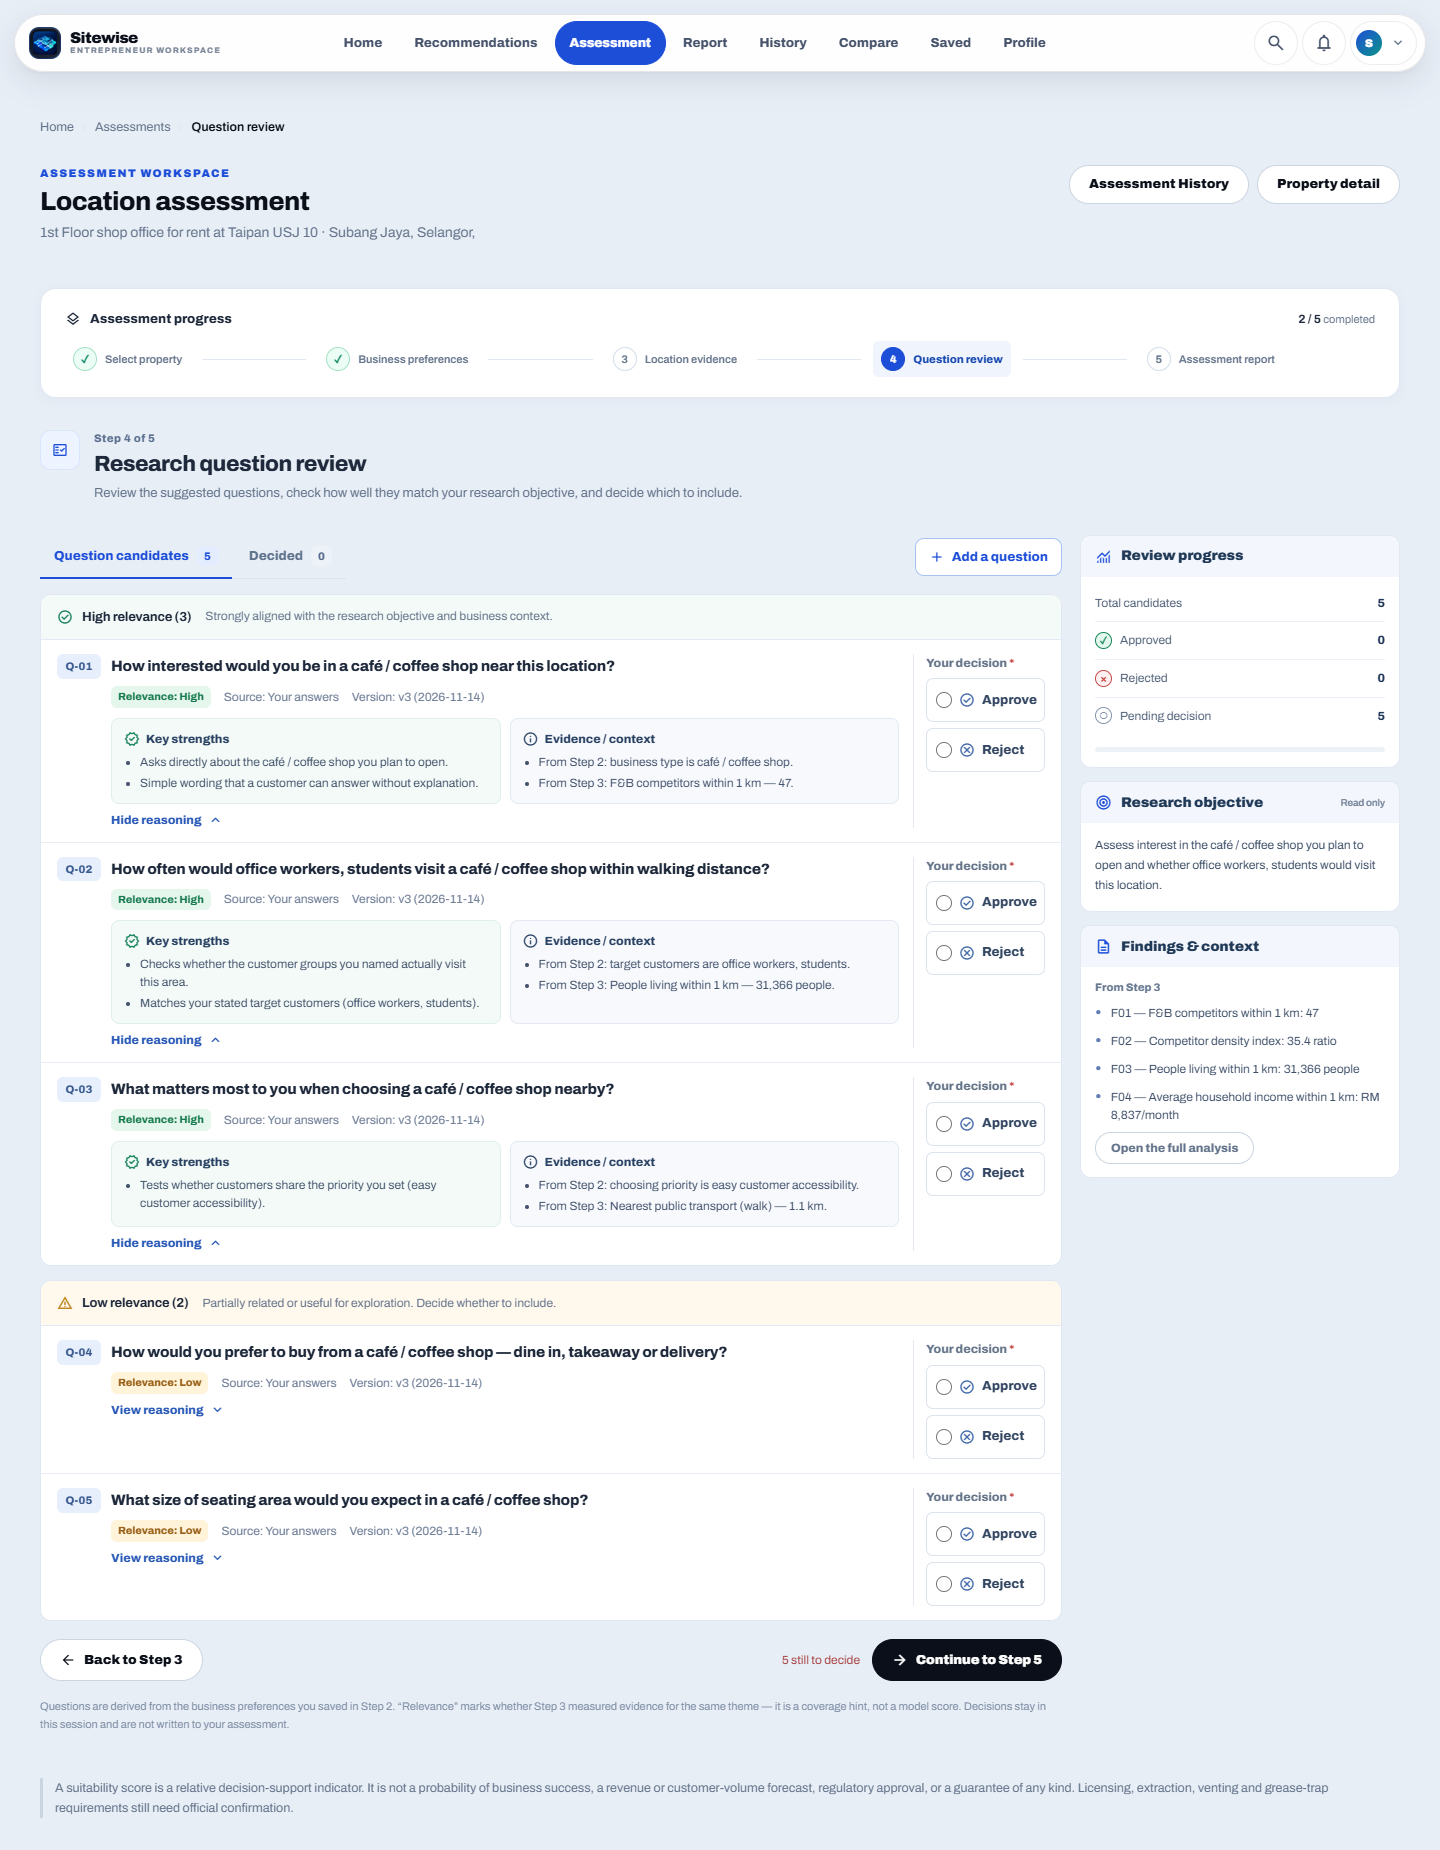 Sitewise
ENTREPRENEUR WORKSPACE
Home
Recommendations
Assessment
Report
History
Compare
Saved
Profile
S
Home
Assessments
Question review
ASSESSMENT WORKSPACE
Location assessment
1st Floor shop office for rent at Taipan USJ 10 · Subang Jaya, Selangor,
Assessment History
Property detail
Assessment progress
2 / 5 completed
Select property
Business preferences
3 Location evidence
4 Question review
5 Assessment report
Step 4 of 5
Research question review
Review the suggested questions, check how well they match your research objective, and decide which to include.
Question candidates 5
Decided 0
Add a question
High relevance (3) Strongly aligned with the research objective and business context.
Q-01 How interested would you be in a café / coffee shop near this location?
Relevance: High Source: Your answers Version: v3 (2026-11-14)
Key strengths
• Asks directly about the café / coffee shop you plan to open.
• Simple wording that a customer can answer without explanation.
Evidence / context
• From Step 2: business type is café / coffee shop.
• From Step 3: F&B competitors within 1 km — 47.
Hide reasoning
Your decision *
Approve
Reject
Q-02 How often would office workers, students visit a café / coffee shop within walking distance?
Relevance: High Source: Your answers Version: v3 (2026-11-14)
Key strengths
• Checks whether the customer groups you named actually visit
this area.
• Matches your stated target customers (office workers, students).
Evidence / context
• From Step 2: target customers are office workers, students.
• From Step 3: People living within 1 km — 31,366 people.
Hide reasoning
Your decision *
Approve
Reject
Q-03 What matters most to you when choosing a café / coffee shop nearby?
Relevance: High Source: Your answers Version: v3 (2026-11-14)
Key strengths
• Tests whether customers share the priority you set (easy
customer accessibility).
Evidence / context
• From Step 2: choosing priority is easy customer accessibility.
• From Step 3: Nearest public transport (walk) — 1.1 km.
Hide reasoning
Your decision *
Approve
Reject
Low relevance (2) Partially related or useful for exploration. Decide whether to include.
Q-04 How would you prefer to buy from a café / coffee shop — dine in, takeaway or delivery?
Relevance: Low Source: Your answers Version: v3 (2026-11-14)
View reasoning
Your decision *
Approve
Reject
Q-05 What size of seating area would you expect in a café / coffee shop?
Relevance: Low Source: Your answers Version: v3 (2026-11-14)
View reasoning
Your decision *
Approve
Reject
Back to Step 3
5 still to decide
Continue to Step 5
Questions are derived from the business preferences you saved in Step 2. “Relevance” marks whether Step 3 measured evidence for the same theme — it is a coverage hint, not a model score. Decisions stay in
this session and are not written to your assessment.
Review progress
Total candidates 5
Approved 0
Rejected 0
Pending decision 5
Research objective
Read only
Assess interest in the café / coffee shop you plan to
open and whether office workers, students would visit
this location.
Findings & context
From Step 3
• F01 — F&B competitors within 1 km: 47
• F02 — Competitor density index: 35.4 ratio
• F03 — People living within 1 km: 31,366 people
• F04 — Average household income within 1 km: RM
8,837/month
Open the full analysis
A suitability score is a relative decision-support indicator. It is not a probability of business success, a revenue or customer-volume forecast, regulatory approval, or a guarantee of any kind. Licensing, extraction, venting and grease-trap
requirements still need official confirmation.